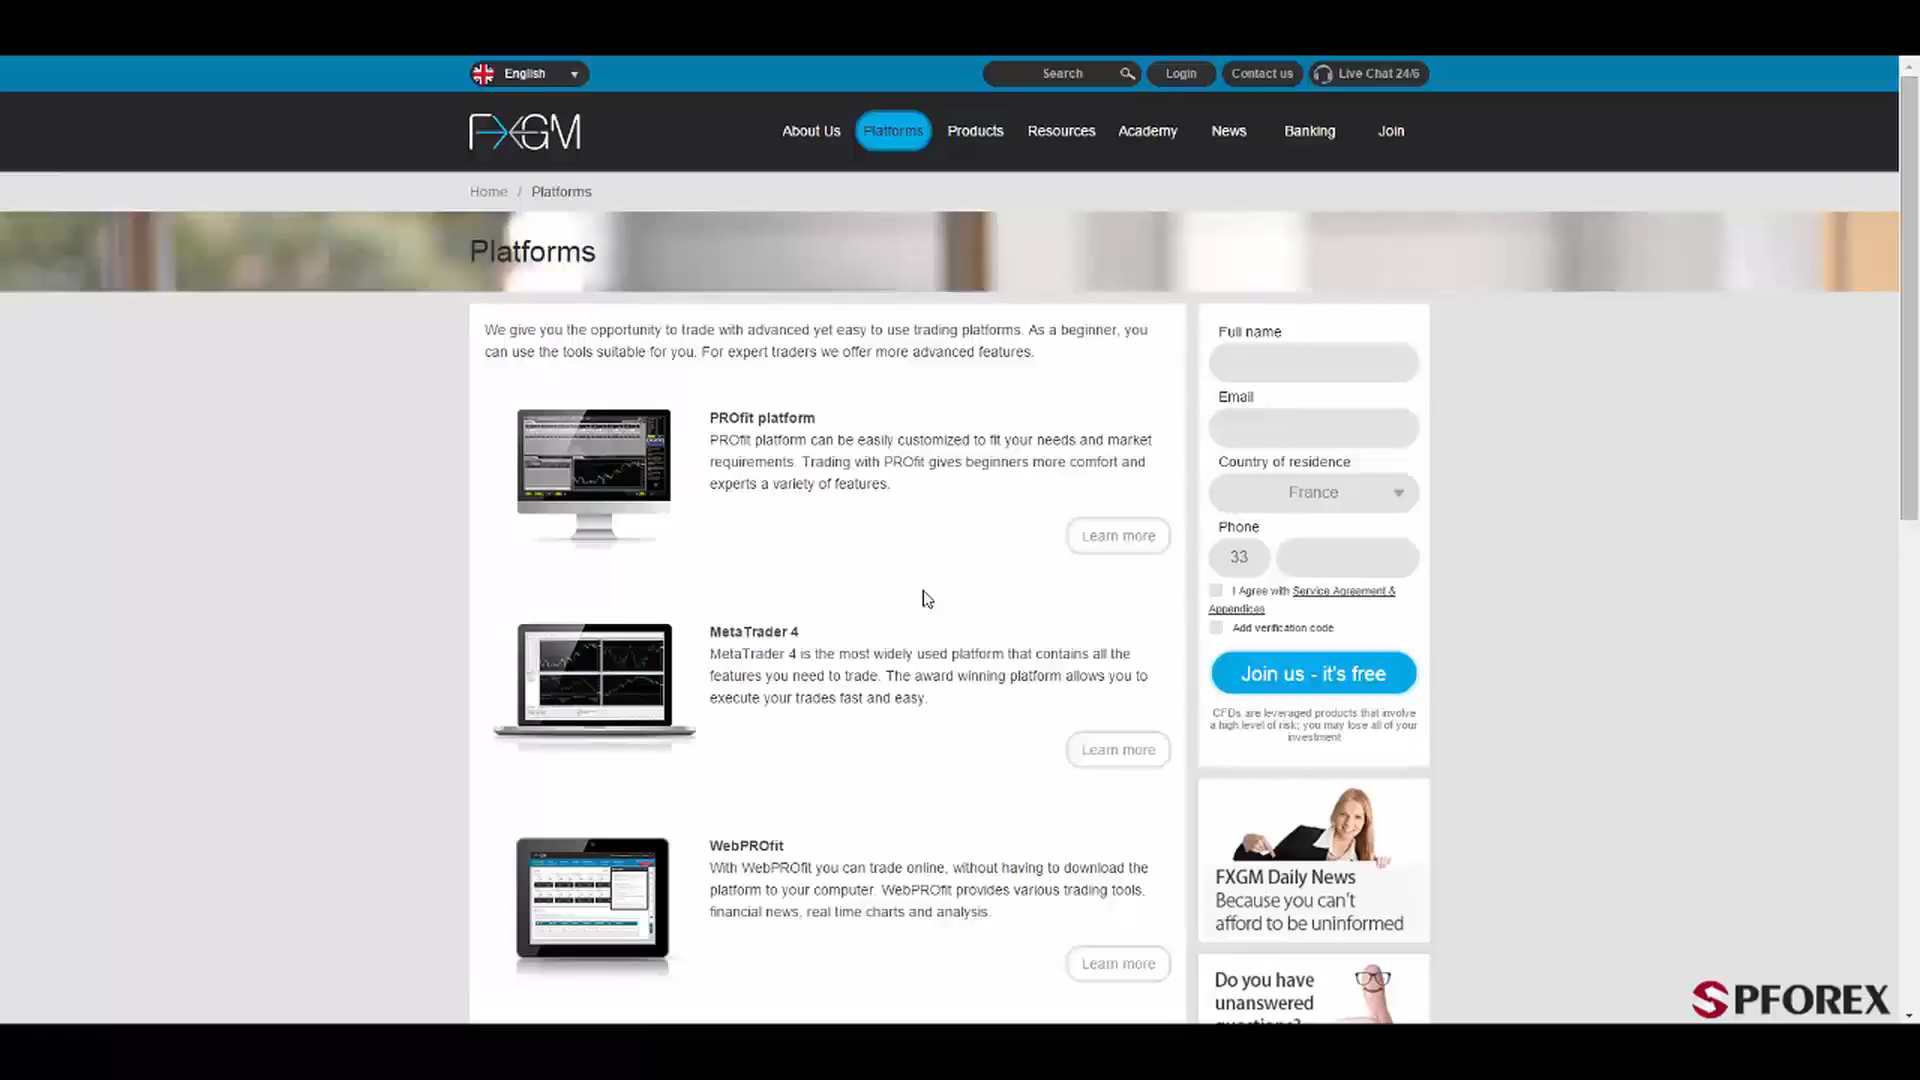 English
Search
Login
Contact us
Live Chat 24/6
FXGM
About Us
Platforms
Products
Resources
Academy
News
Banking
Join
Home / Platforms
Platforms
We give you the opportunity to trade with advanced yet easy to use trading platforms. As a beginner, you
can use the tools suitable for you. For expert traders we offer more advanced features.
PROfit platform
PROfit platform can be easily customized to fit your needs and market
requirements. Trading with PROfit gives beginners more comfort and
experts a variety of features.
Learn more
MetaTrader 4
MetaTrader 4 is the most widely used platform that contains all the
features you need to trade. The award winning platform allows you to
execute your trades fast and easy.
Learn more
WebPROfit
With WebPROfit you can trade online, without having to download the
platform to your computer. WebPROfit provides various trading tools,
financial news, real time charts and analysis.
Learn more
Full name
Email
Country of residence
France
Phone
33
I Agree with Service Agreement &
Appendices
Add verification code
Join us - it's free
CFDs are leveraged products that involve
a high level of risk; you may lose all of your
investment
FXGM Daily News
Because you can't
afford to be uninformed
Do you have
unanswered
questions?
SPFOREX